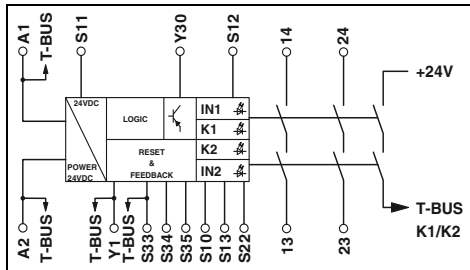 A1
T-BUS
S11
Y30
S12
14
24
+24V
24VDC
LOGIC
IN1
K1
K2
IN2
RESET
&
FEEDBACK
POWER
24VDC
A2
T-BUS
T-BUS
Y1
T-BUS
S33
S34
S35
S10
S13
S22
13
23
T-BUS
K1/K2